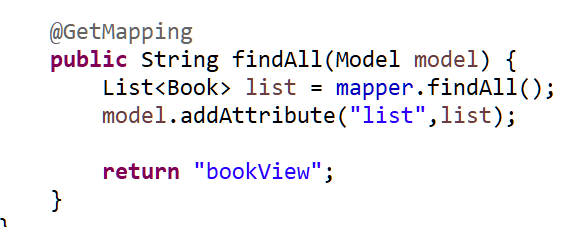 @GetMapping
public String findAll(Model model) {
List<Book> list = mapper.findAll();
model.addAttribute("list",list);
return "bookView";
}
}